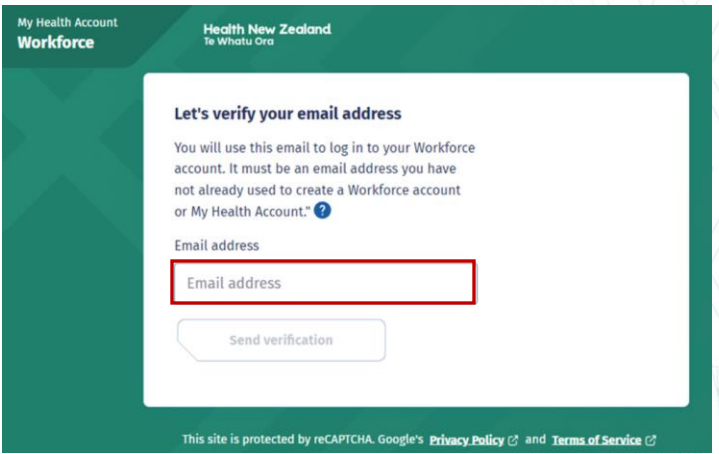 My Health Account
Workforce
Health New Zealand
Te Whatu Ora
Let's verify your email address
You will use this email to log in to your Workforce
account. It must be an email address you have
not already used to create a Workforce account
or My Health Account." ?
Email address
Email address
Send verification
This site is protected by reCAPTCHA. Google's Privacy Policy and Terms of Service